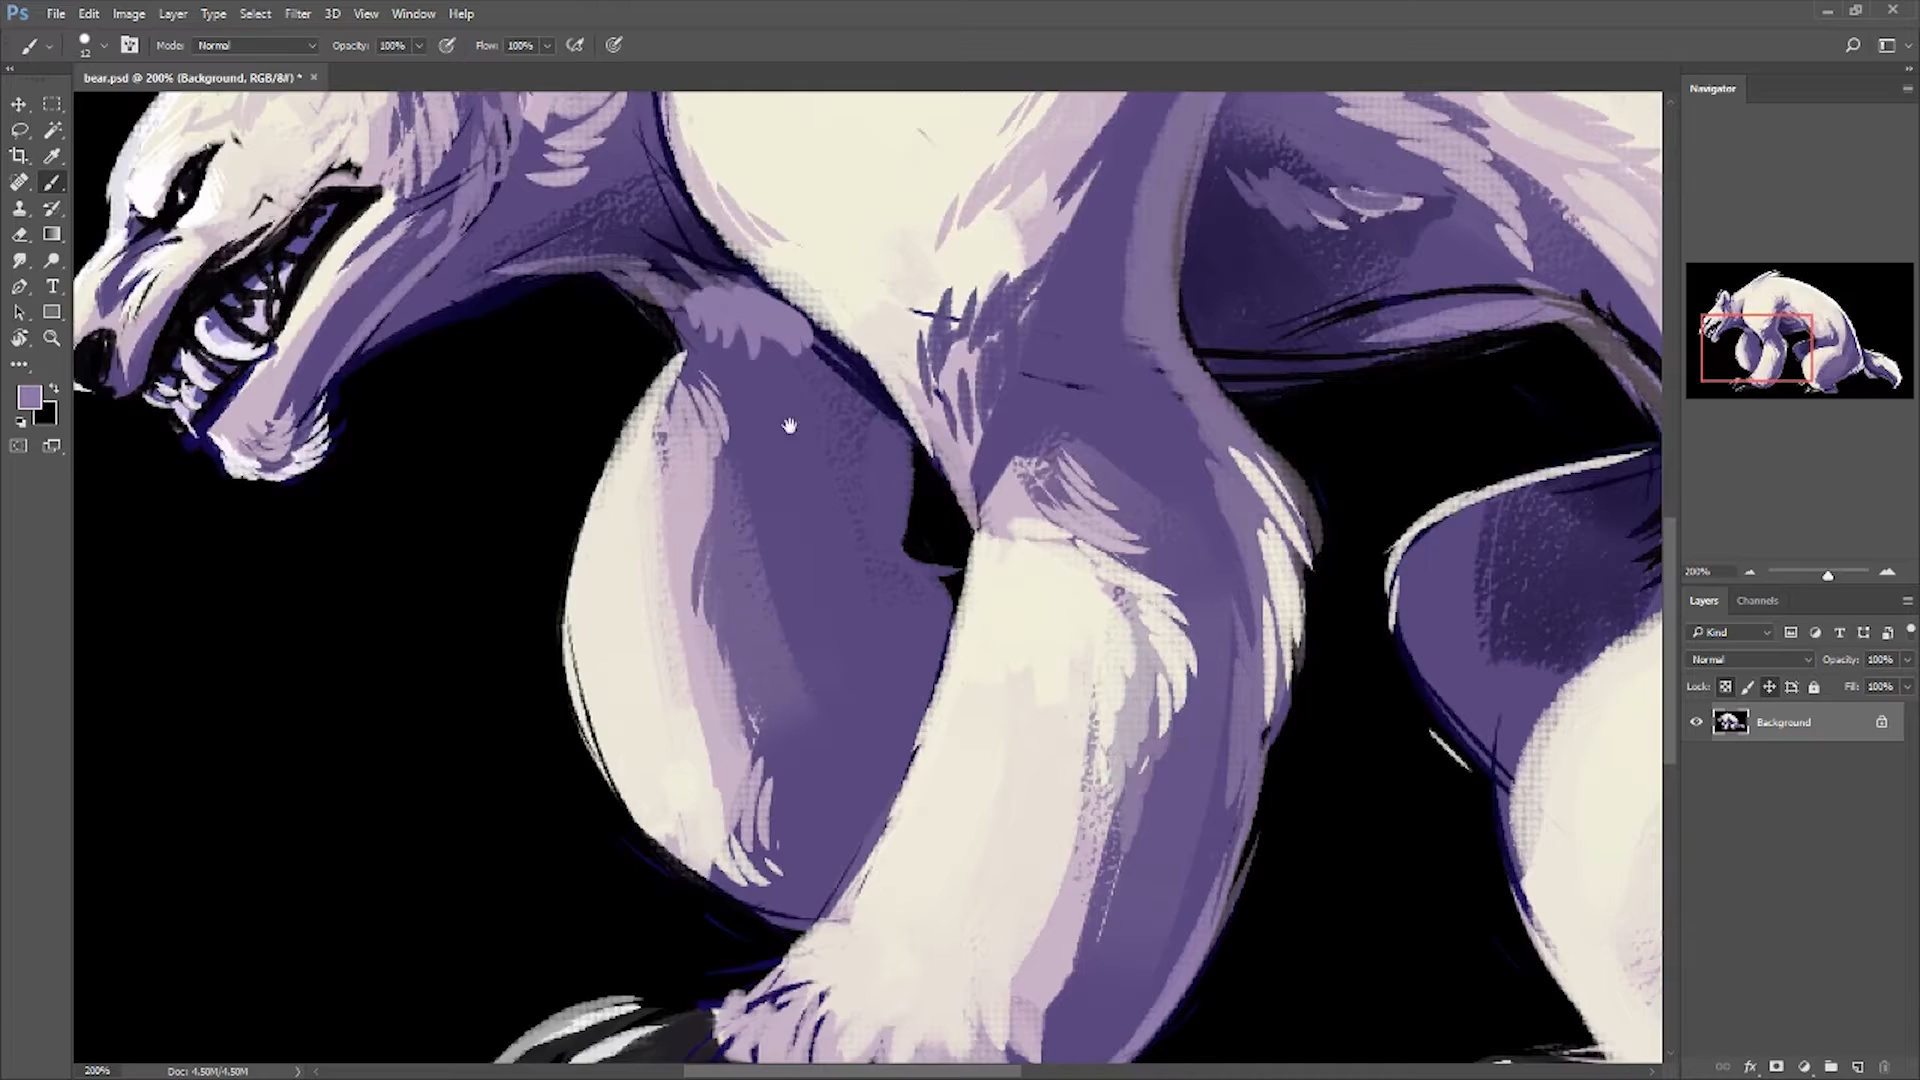 Ps File Edit Image Layer Type Select Filter 3D View Window Help
12 Mode: Normal Opacity: 100% Flow: 100%
bear.psd @ 200% (Background, RGB/8#) *
Navigator
200%
Layers Channels
Kind
Normal Opacity: 100%
Lock: Fill: 100%
Background
fx
200% Doc: 4.50M/4.50M